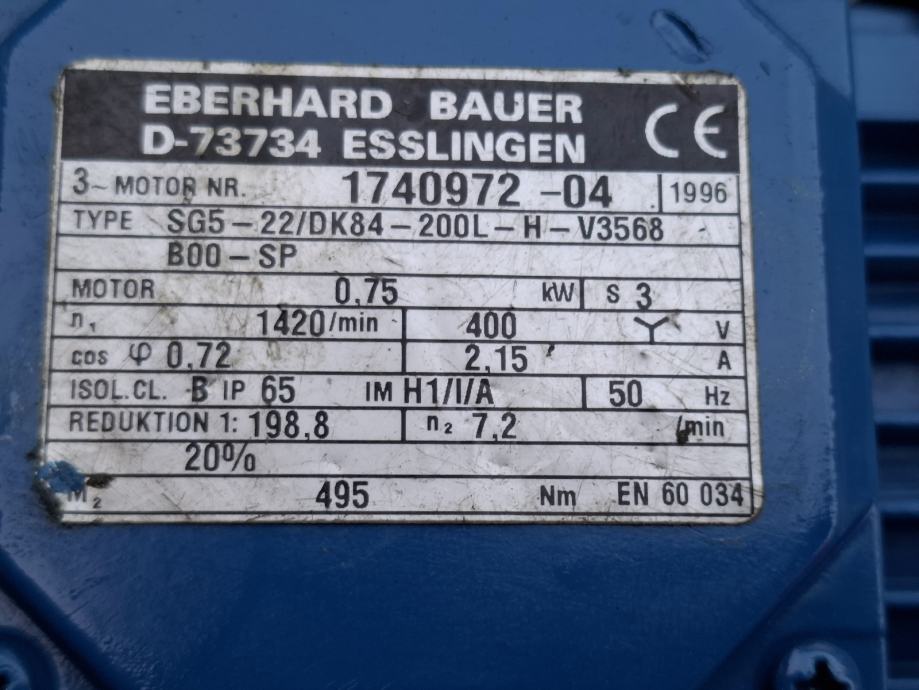 EBERHARD BAUER
D-73734 ESSLINGEN
CE
3~ MOTOR NR. 1740972-04 1996
TYPE SG5-22/DK84-200L-H-V3568
B00-SP
MOTOR 0,75 kW S 3
n₁ 1420/min 400 Y V
cos φ 0,72 2,15 A
ISOL.CL. B IP 65 IM H1/I/A 50 Hz
REDUKTION 1: 198,8 n₂ 7,2 /min
20%
M₂ 495 Nm EN 60 034